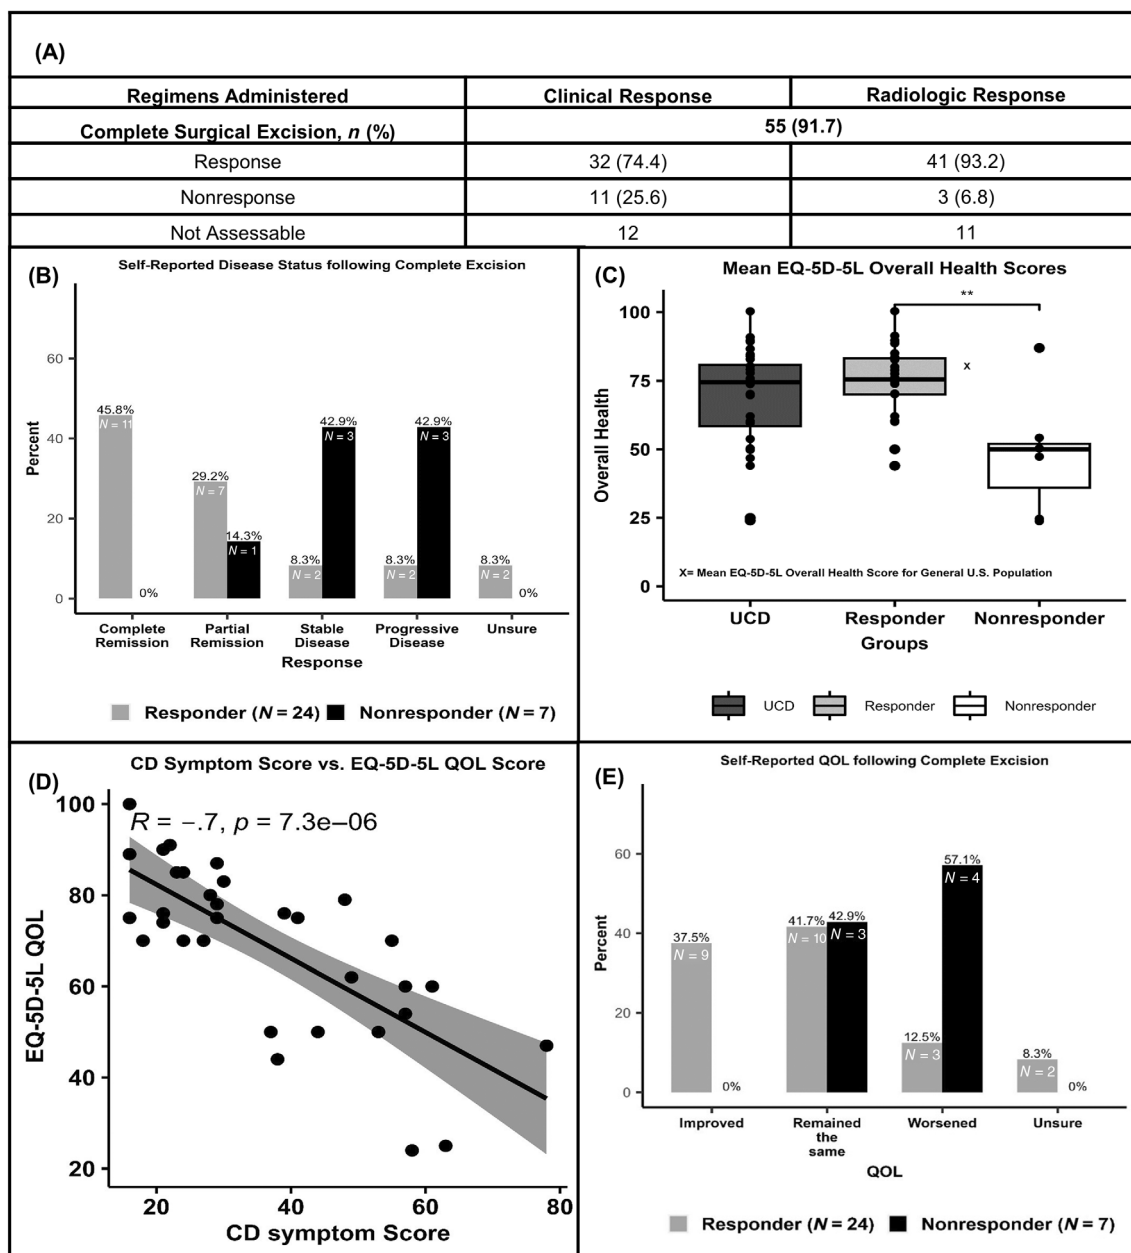 (A)
Regimens Administered Clinical Response Radiologic Response
Complete Surgical Excision, n (%) 55 (91.7)
Response 32 (74.4) 41 (93.2)
Nonresponse 11 (25.6) 3 (6.8)
Not Assessable 12 11
(B)
Self-Reported Disease Status following Complete Excision
Percent
60
40
20
0
45.8%
N = 11
0%
29.2%
N = 7
14.3%
N = 1
8.3%
N = 2
42.9%
N = 3
8.3%
N = 2
42.9%
N = 3
8.3%
N = 2
0%
Complete
Remission
Partial
Remission
Stable
Disease
Progressive
Disease
Unsure
Response
Responder (N = 24) Nonresponder (N = 7)
(C)
Mean EQ-5D-5L Overall Health Scores
Overall Health
100
75
50
25
0
**
x
X= Mean EQ-5D-5L Overall Health Score for General U.S. Population
UCD Responder Nonresponder
Groups
UCD Responder Nonresponder
(D)
CD Symptom Score vs. EQ-5D-5L QOL Score
R = −.7, p = 7.3e−06
EQ-5D-5L QOL
100
80
60
40
20
20 40 60 80
CD symptom Score
(E)
Self-Reported QOL following Complete Excision
Percent
60
40
20
0
37.5%
N = 9
0%
41.7%
N = 10
42.9%
N = 3
12.5%
N = 3
57.1%
N = 4
8.3%
N = 2
0%
Improved
Remained
the
same
Worsened
Unsure
QOL
Responder (N = 24) Nonresponder (N = 7)